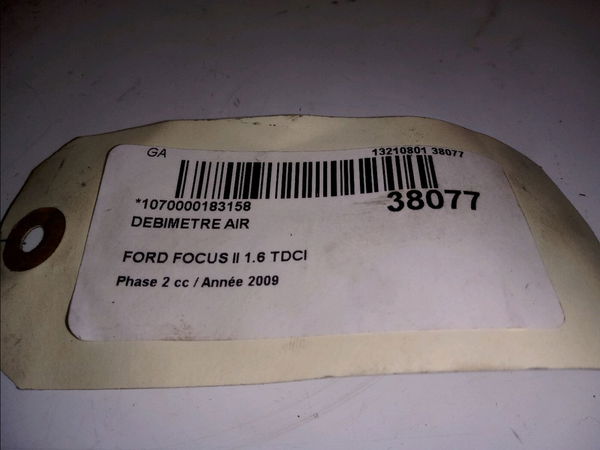 GA
13210801 38077
*1070000183158
38077
DEBIMETRE AIR
FORD FOCUS II 1.6 TDCI
Phase 2 cc / Année 2009